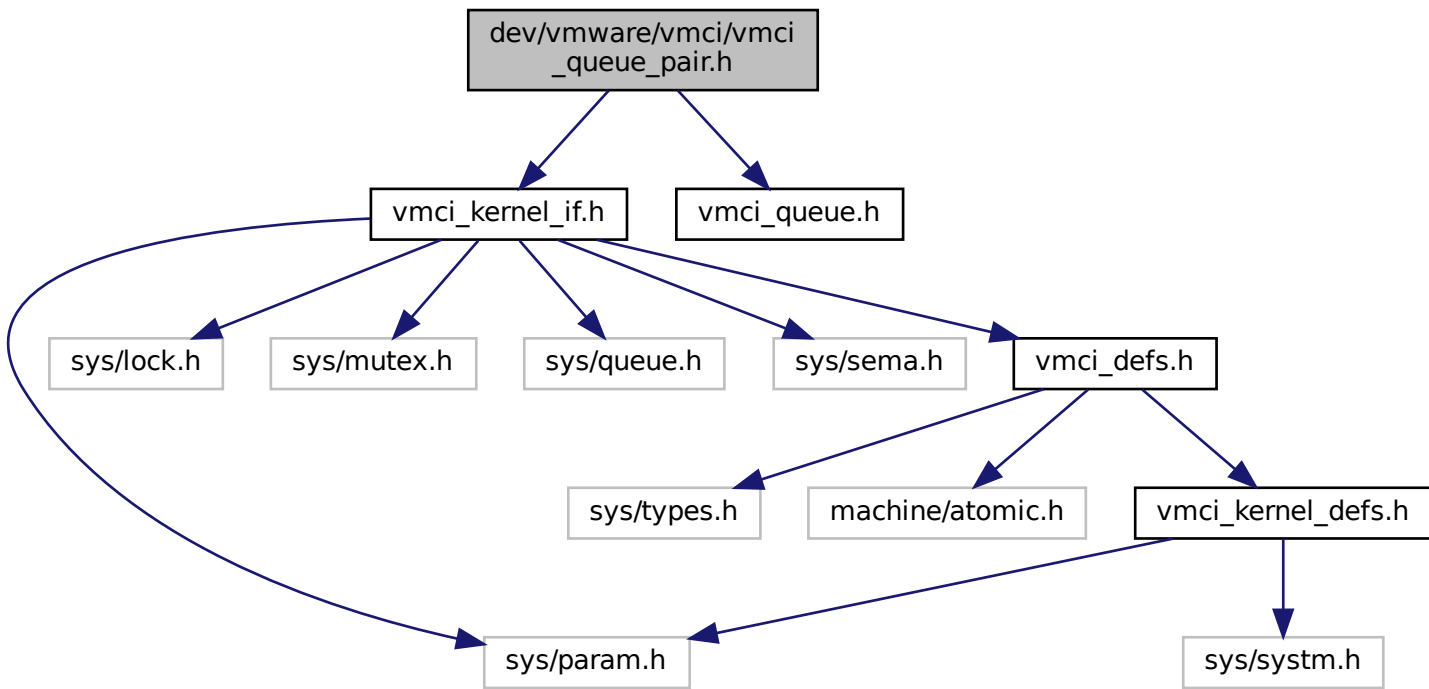 dev/vmware/vmci/vmci
_queue_pair.h
vmci_kernel_if.h
vmci_queue.h
sys/lock.h
sys/mutex.h
sys/queue.h
sys/sema.h
vmci_defs.h
sys/types.h
machine/atomic.h
vmci_kernel_defs.h
sys/param.h
sys/systm.h